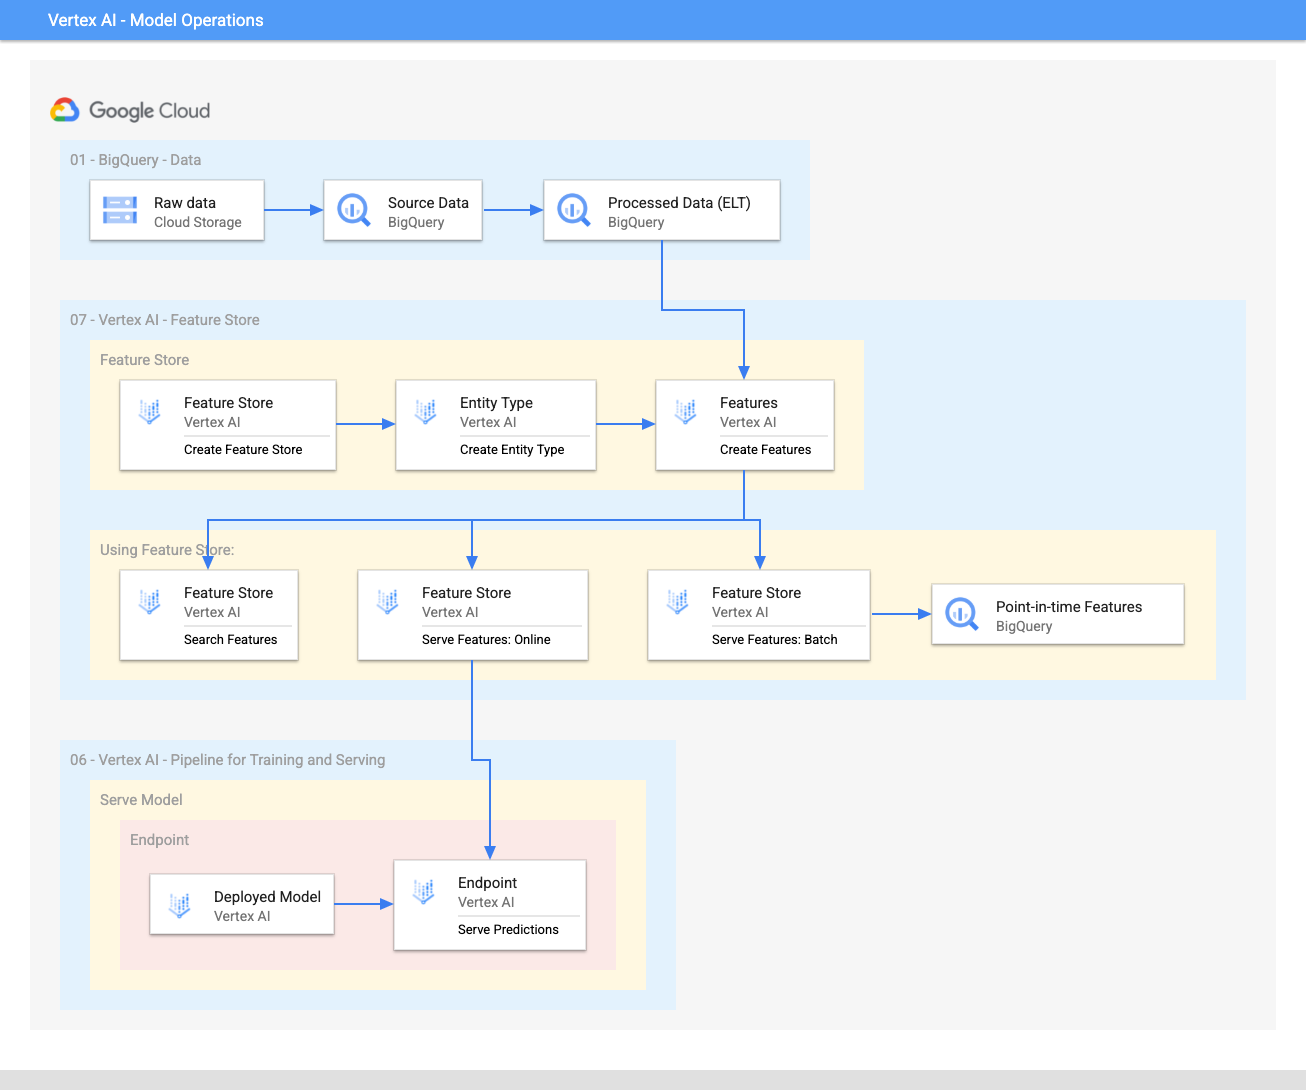 Vertex AI - Model Operations
Google Cloud
01 - BigQuery - Data
Raw data
Cloud Storage
Source Data
BigQuery
Processed Data (ELT)
BigQuery
07 - Vertex AI - Feature Store
Feature Store
Feature Store
Vertex AI
Create Feature Store
Entity Type
Vertex AI
Create Entity Type
Features
Vertex AI
Create Features
Using Feature Store:
Feature Store
Vertex AI
Search Features
Feature Store
Vertex AI
Serve Features: Online
Feature Store
Vertex AI
Serve Features: Batch
Point-in-time Features
BigQuery
06 - Vertex AI - Pipeline for Training and Serving
Serve Model
Endpoint
Deployed Model
Vertex AI
Endpoint
Vertex AI
Serve Predictions